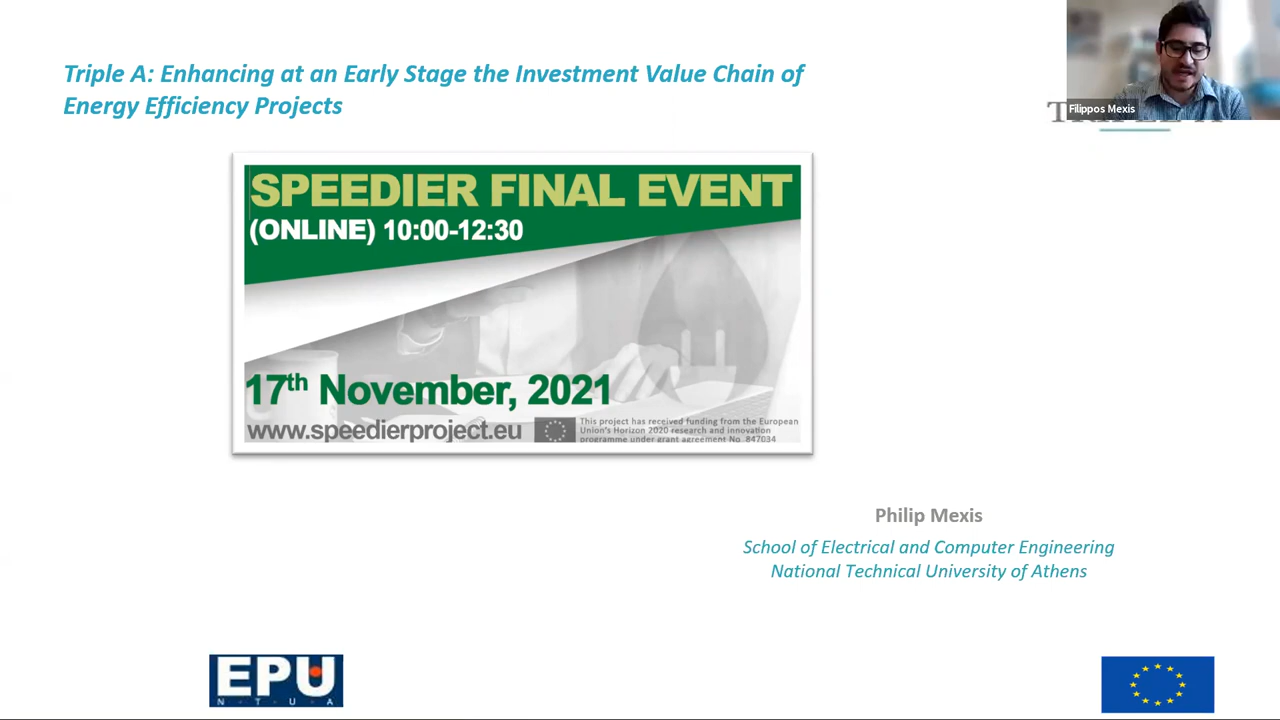 Triple A: Enhancing at an Early Stage the Investment Value Chain of
Energy Efficiency Projects
Filippos Mexis
SPEEDIER FINAL EVENT
(ONLINE) 10:00-12:30
17th November, 2021
www.speedierproject.eu
This project has received funding from the European
Union's Horizon 2020 research and innovation
programme under grant agreement No 847034
Philip Mexis
School of Electrical and Computer Engineering
National Technical University of Athens
EPU
N T U A